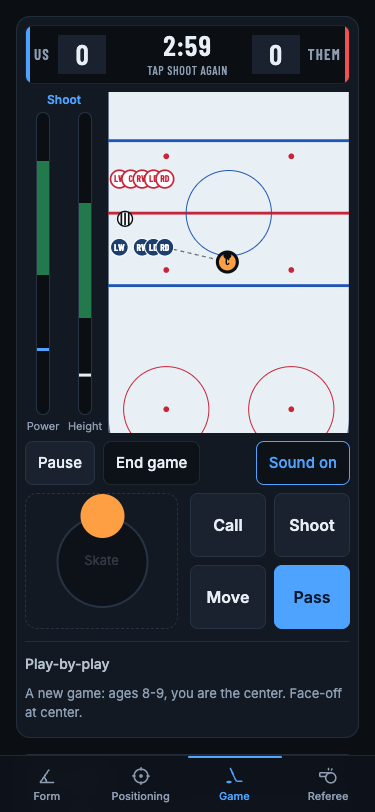 US 0 2:59 0 THEM
TAP SHOOT AGAIN
Shoot
LW C RW LD RD
LW RW LD RD
C
Power Height
Pause End game Sound on
Skate
Call Shoot
Move Pass
Play-by-play
A new game: ages 8-9, you are the center. Face-off
at center.
Form Positioning Game Referee